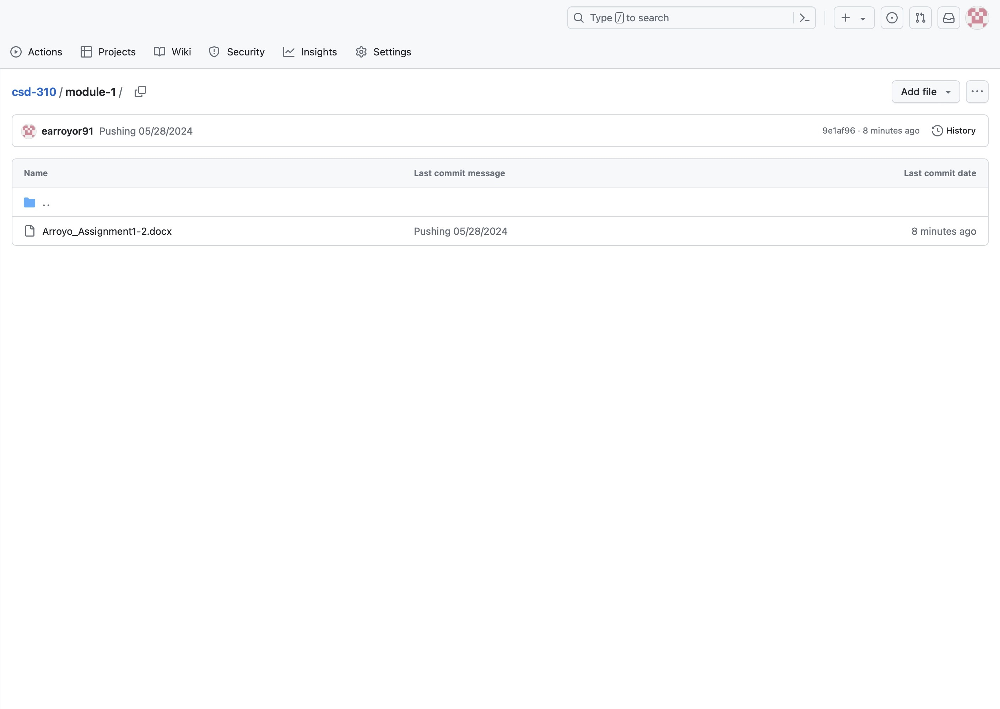 Type / to search
Actions Projects Wiki Security Insights Settings
csd-310 / module-1 /
Add file
earroyor91 Pushing 05/28/2024
9e1af96 · 8 minutes ago History
Name Last commit message Last commit date
..
Arroyo_Assignment1-2.docx Pushing 05/28/2024 8 minutes ago